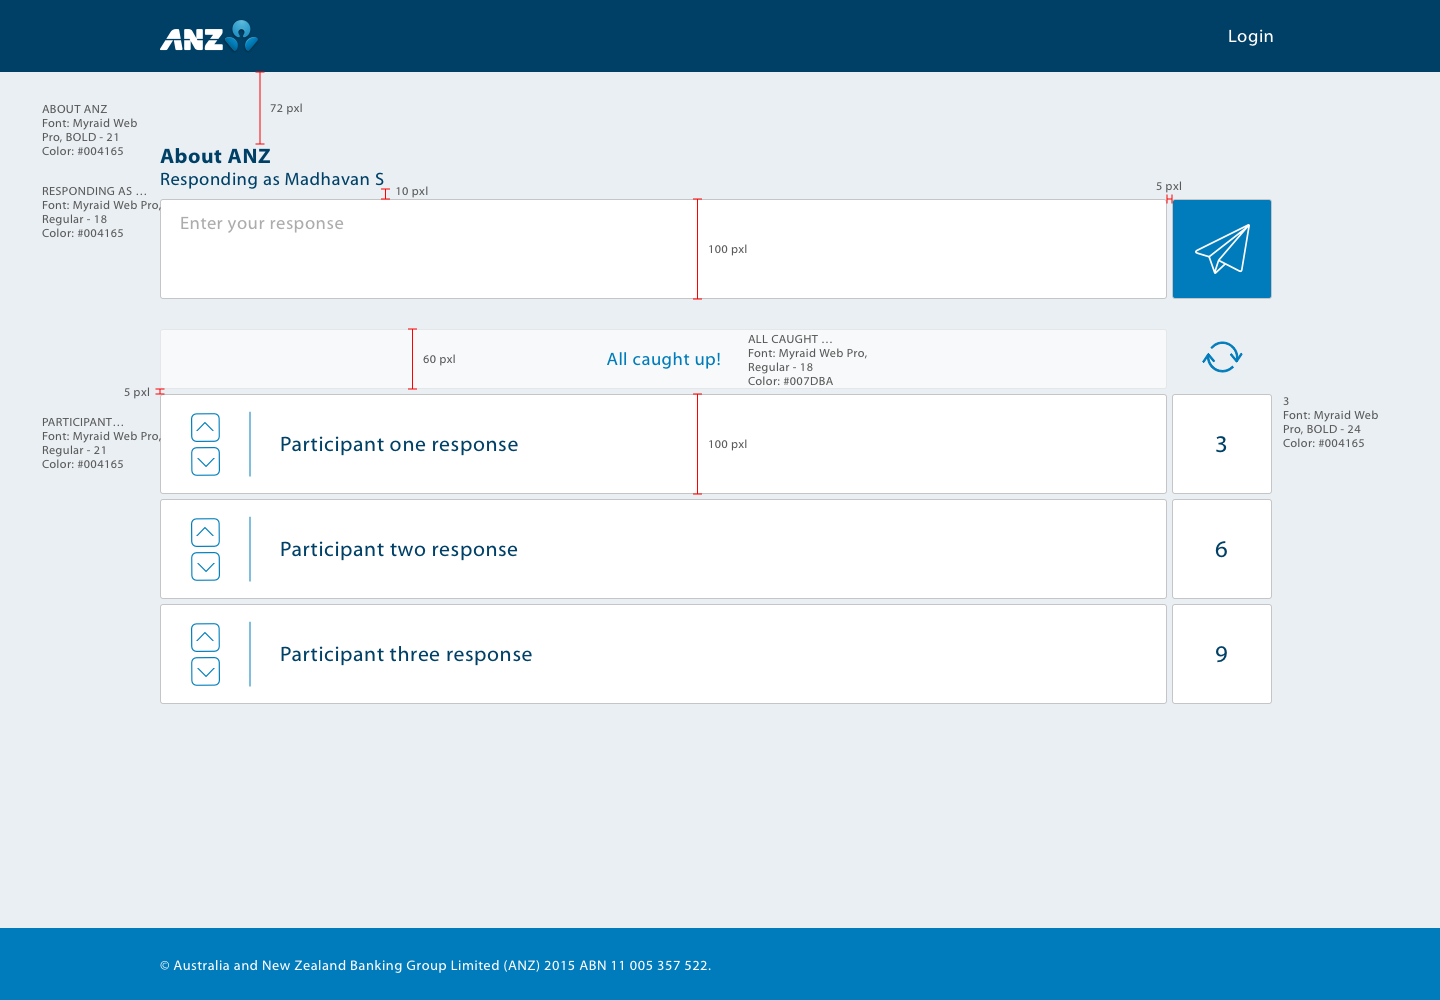 ANZ
Login
72 pxl
ABOUT ANZ
Font: Myraid Web
Pro, BOLD - 21
Color: #004165
About ANZ
Responding as Madhavan S
10 pxl
5 pxl
RESPONDING AS ...
Font: Myraid Web Pro,
Regular - 18
Color: #004165
Enter your response
100 pxl
60 pxl
All caught up!
ALL CAUGHT ...
Font: Myraid Web Pro,
Regular - 18
Color: #007DBA
5 pxl
PARTICIPANT...
Font: Myraid Web Pro,
Regular - 21
Color: #004165
Participant one response
100 pxl
3
3
Font: Myraid Web
Pro, BOLD - 24
Color: #004165
Participant two response
6
Participant three response
9
© Australia and New Zealand Banking Group Limited (ANZ) 2015 ABN 11 005 357 522.